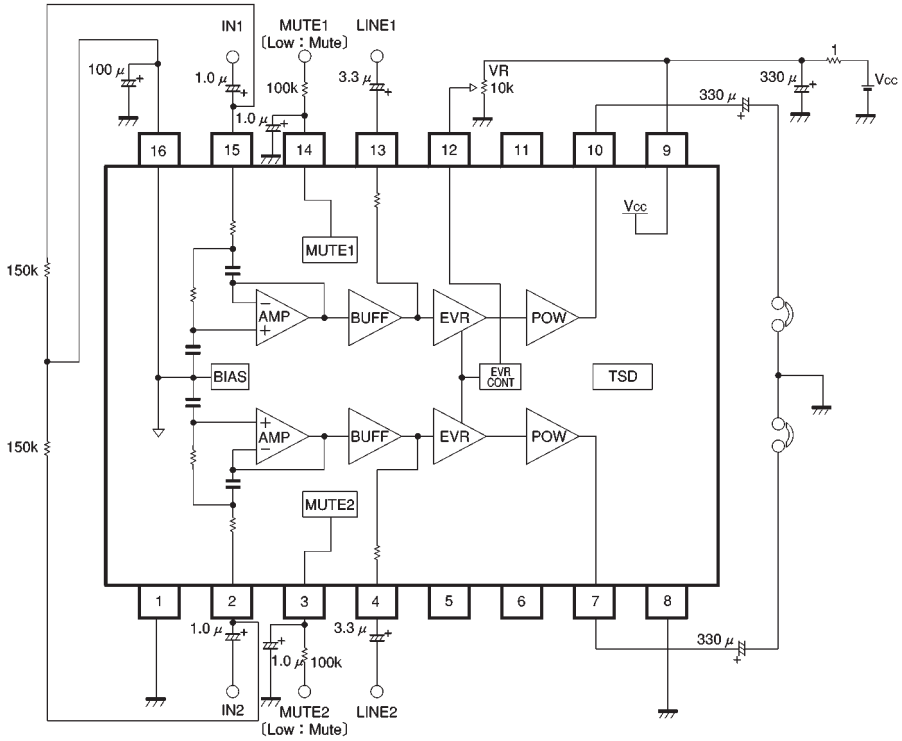 IN1
MUTE1
(Low : Mute)
LINE1
100 μ
1.0 μ
100k
1.0 μ
3.3 μ
VR
10k
330 μ
330 μ
1
Vcc
16
15
14
13
12
11
10
9
Vcc
MUTE1
150k
AMP
BUFF
EVR
POW
BIAS
EVR
CONT
TSD
150k
AMP
BUFF
EVR
POW
MUTE2
1
2
3
4
5
6
7
8
1.0 μ
1.0 μ
100k
3.3 μ
330 μ
IN2
MUTE2
(Low : Mute)
LINE2
+
+
+
+
+
+
+
+
+
+
+
−
+
+
−